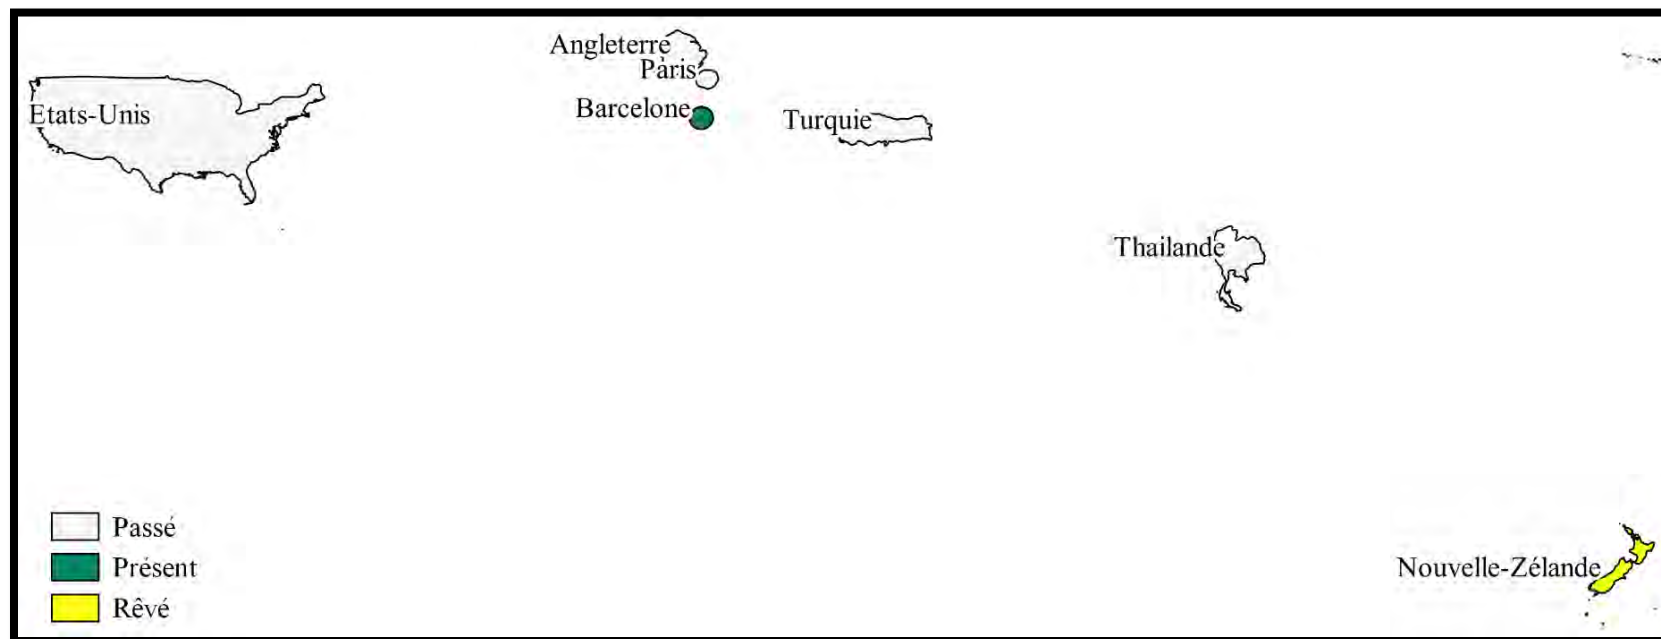 Angleterre
Paris
Etats-Unis
Barcelone
Turquie
Thailande
Passé
Présent
Nouvelle-Zélande
Rêvé